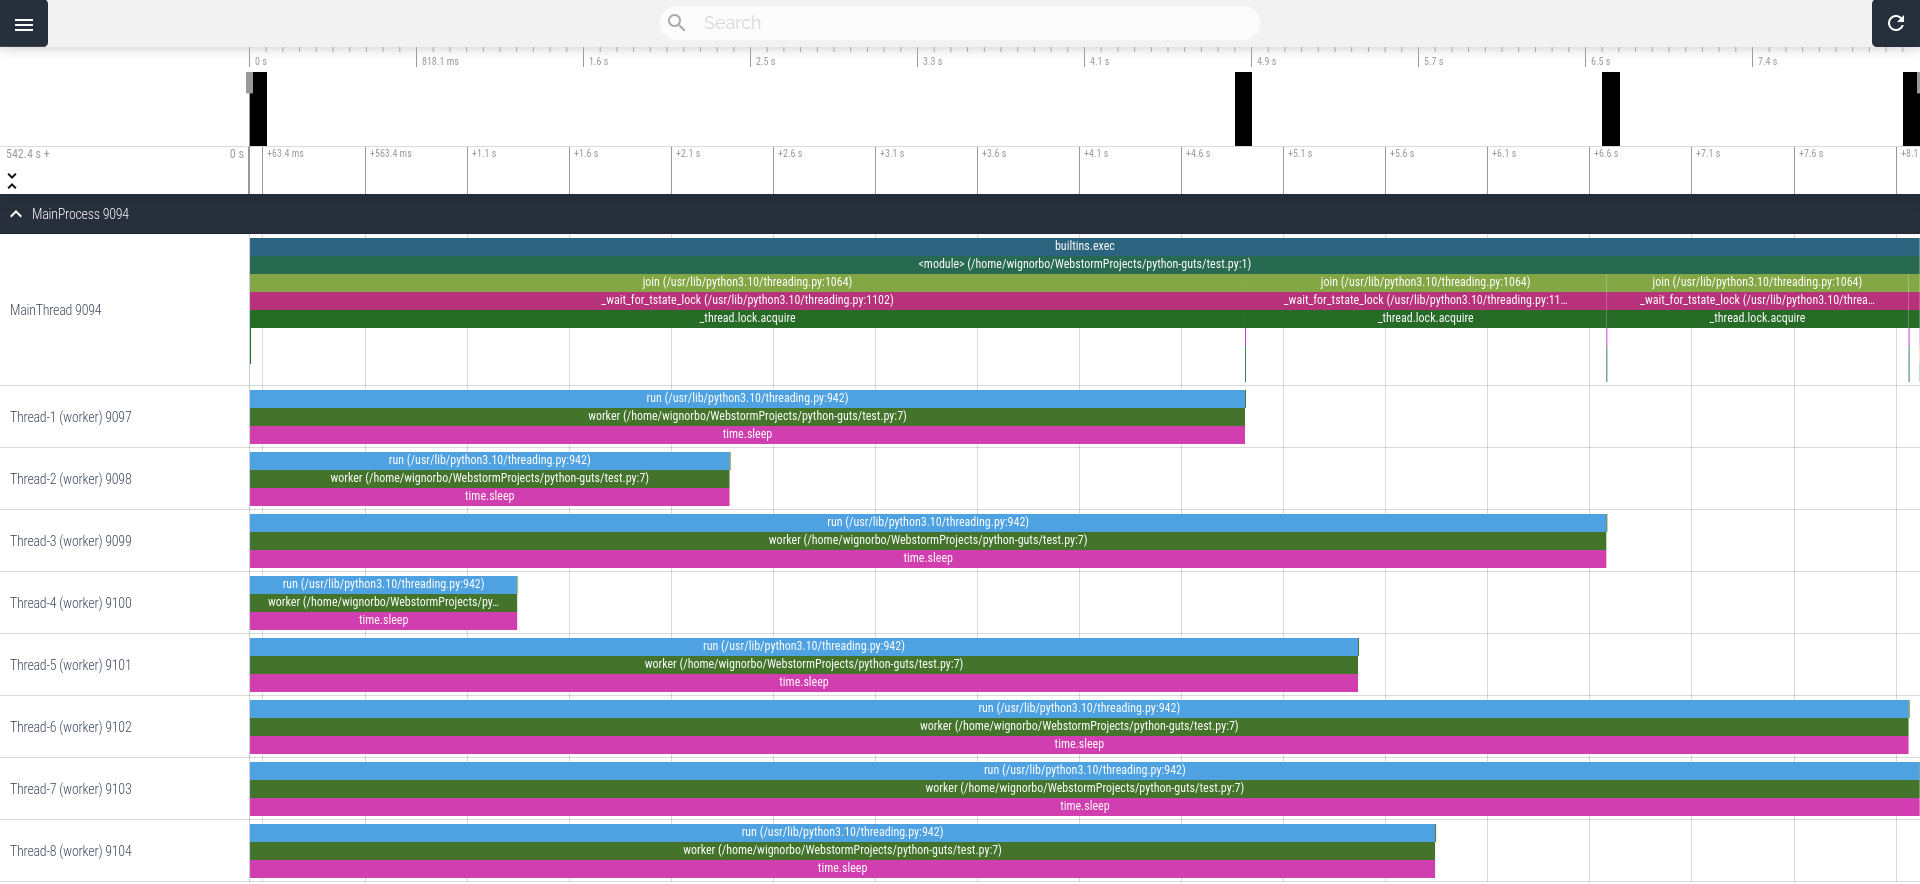 Search
0 s 818.1 ms 1.6 s 2.5 s 3.3 s 4.1 s 4.9 s 5.7 s 6.5 s 7.4 s
542.4 s + 0 s +63.4 ms +563.4 ms +1.1 s +1.6 s +2.1 s +2.6 s +3.1 s +3.6 s +4.1 s +4.6 s +5.1 s +5.6 s +6.1 s +6.6 s +7.1 s +7.6 s +8.1
MainProcess 9094
builtins.exec
<module> (/home/wignorbo/WebstormProjects/python-guts/test.py:1)
join (/usr/lib/python3.10/threading.py:1064) join (/usr/lib/python3.10/threading.py:1064) join (/usr/lib/python3.10/threading.py:1064)
_wait_for_tstate_lock (/usr/lib/python3.10/threading.py:1102) _wait_for_tstate_lock (/usr/lib/python3.10/threading.py:11... _wait_for_tstate_lock (/usr/lib/python3.10/threa...
MainThread 9094
_thread.lock.acquire _thread.lock.acquire _thread.lock.acquire
run (/usr/lib/python3.10/threading.py:942)
Thread-1 (worker) 9097 worker (/home/wignorbo/WebstormProjects/python-guts/test.py:7)
time.sleep
run (/usr/lib/python3.10/threading.py:942)
Thread-2 (worker) 9098 worker (/home/wignorbo/WebstormProjects/python-guts/test.py:7)
time.sleep
run (/usr/lib/python3.10/threading.py:942)
Thread-3 (worker) 9099 worker (/home/wignorbo/WebstormProjects/python-guts/test.py:7)
time.sleep
run (/usr/lib/python3.10/threading.py:942)
Thread-4 (worker) 9100 worker (/home/wignorbo/WebstormProjects/py...
time.sleep
run (/usr/lib/python3.10/threading.py:942)
Thread-5 (worker) 9101 worker (/home/wignorbo/WebstormProjects/python-guts/test.py:7)
time.sleep
run (/usr/lib/python3.10/threading.py:942)
Thread-6 (worker) 9102 worker (/home/wignorbo/WebstormProjects/python-guts/test.py:7)
time.sleep
run (/usr/lib/python3.10/threading.py:942)
Thread-7 (worker) 9103 worker (/home/wignorbo/WebstormProjects/python-guts/test.py:7)
time.sleep
run (/usr/lib/python3.10/threading.py:942)
Thread-8 (worker) 9104 worker (/home/wignorbo/WebstormProjects/python-guts/test.py:7)
time.sleep